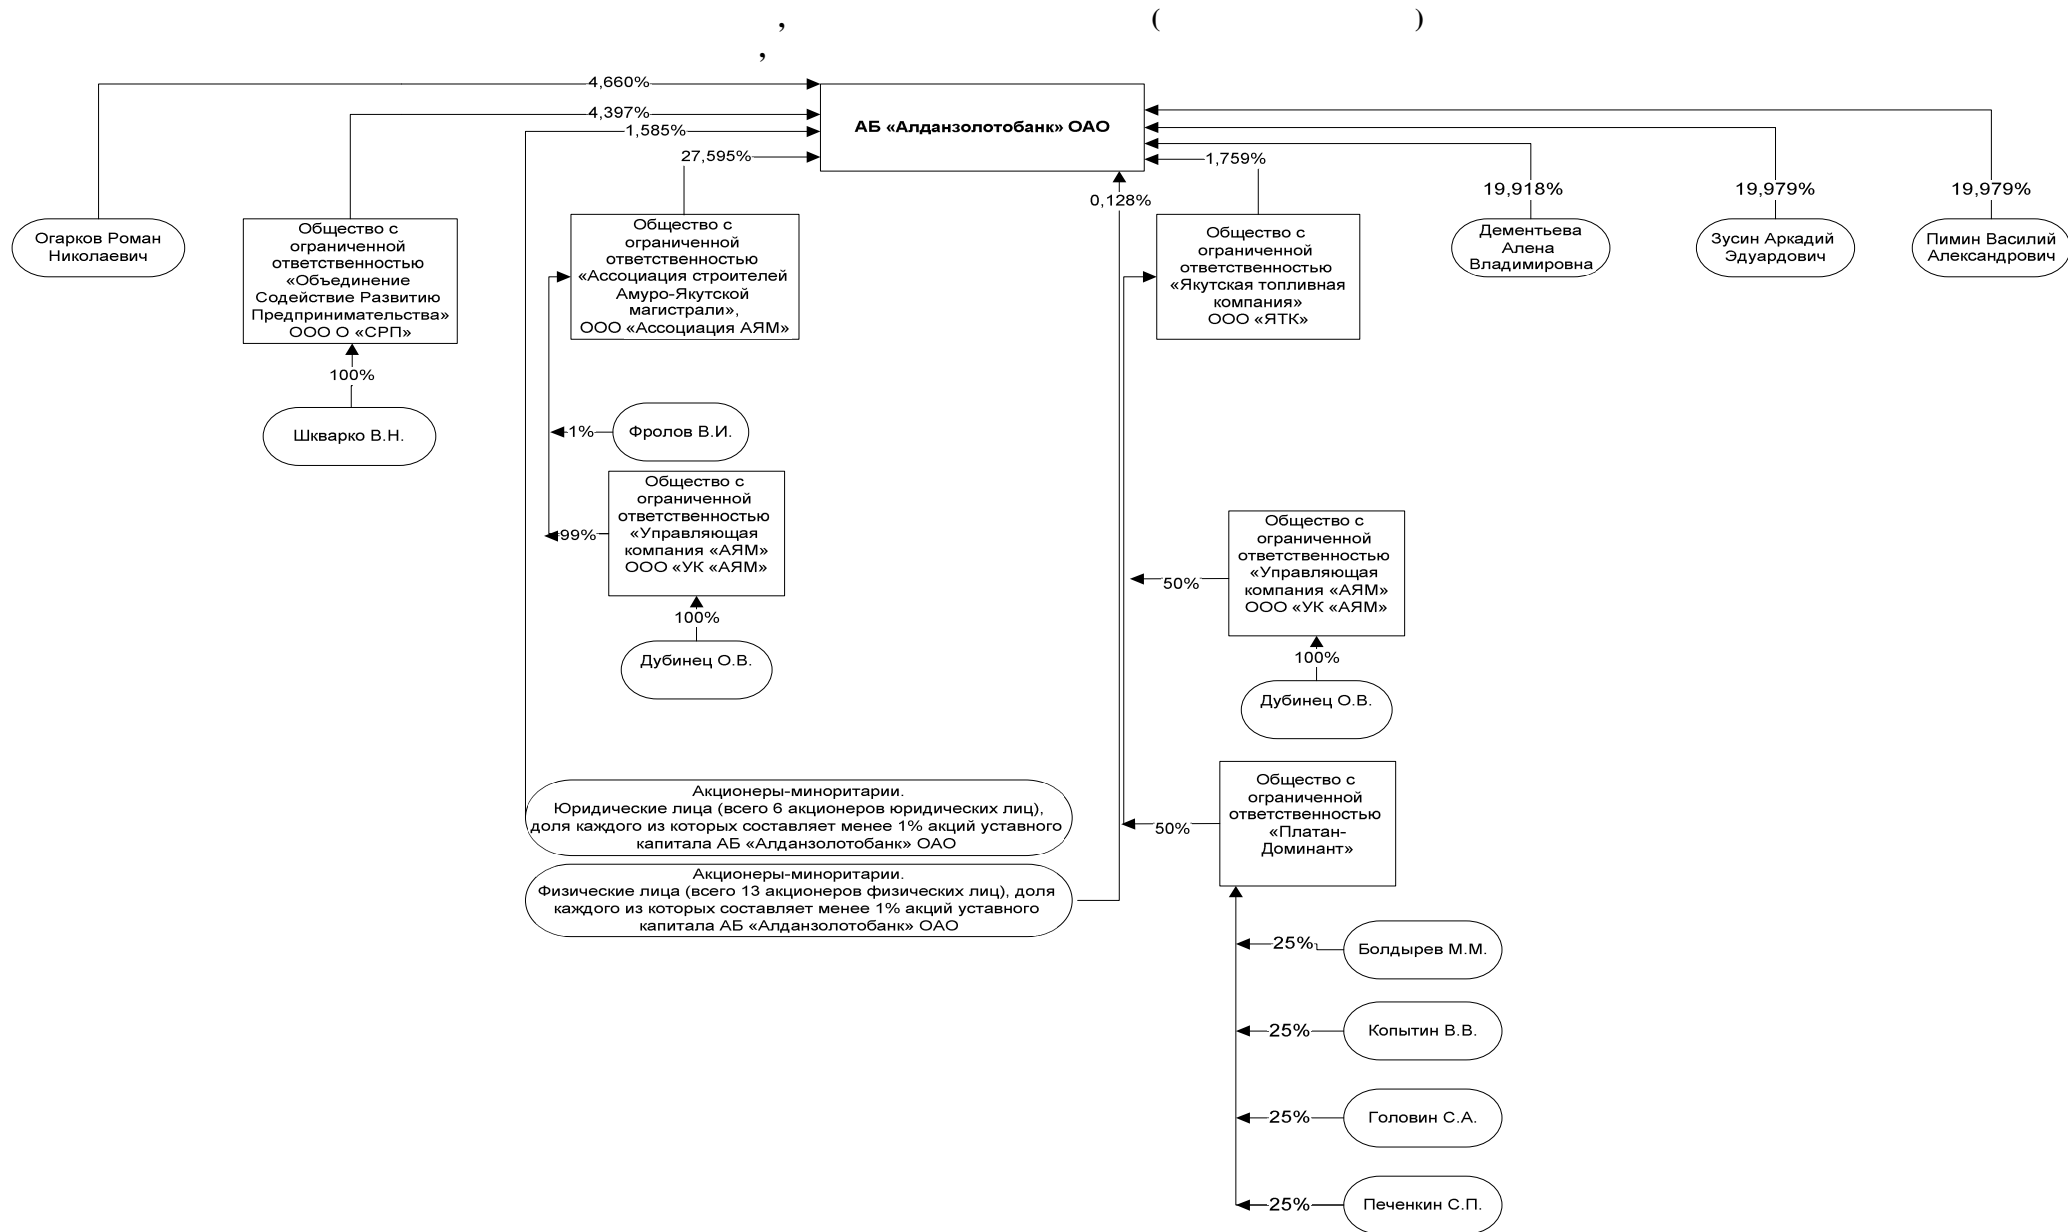 , ( )
,
4,660%
4,397%
1,585%
27,595%
АБ «Алданзолотобанк» ОАО
1,759%
0,128%
19,918%
19,979%
19,979%
Огарков Роман
Николаевич
Общество с
ограниченной
ответственностью
«Объединение
Содействие Развитию
Предпринимательства»
ООО О «СРП»
Общество с
ограниченной
ответственностью
«Ассоциация строителей
Амуро-Якутской
магистрали»,
ООО «Ассоциация АЯМ»
Общество с
ограниченной
ответственностью
«Якутская топливная
компания»
ООО «ЯТК»
Дементьева
Алена
Владимировна
Зусин Аркадий
Эдуардович
Пимин Василий
Александрович
100%
Шкварко В.Н.
1%
Фролов В.И.
99%
Общество с
ограниченной
ответственностью
«Управляющая
компания «АЯМ»
ООО «УК «АЯМ»
100%
Дубинец О.В.
50%
Общество с
ограниченной
ответственностью
«Управляющая
компания «АЯМ»
ООО «УК «АЯМ»
100%
Дубинец О.В.
Акционеры-миноритарии.
Юридические лица (всего 6 акционеров юридических лиц),
доля каждого из которых составляет менее 1% акций уставного
капитала АБ «Алданзолотобанк» ОАО
Акционеры-миноритарии.
Физические лица (всего 13 акционеров физических лиц), доля
каждого из которых составляет менее 1% акций уставного
капитала АБ «Алданзолотобанк» ОАО
50%
Общество с
ограниченной
ответственностью
«Платан-
Доминант»
25%
Болдырев М.М.
25%
Копытин В.В.
25%
Головин С.А.
25%
Печенкин С.П.